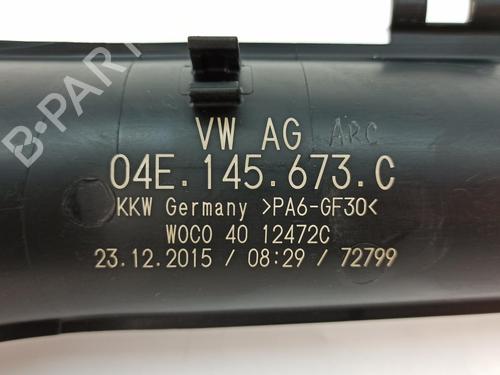 B-PARTS
VW AG ARC
04E.145.673.C
KKW Germany >PA6-GF30<
WOCO 40 12472C
23.12.2015 / 08:29 / 72799